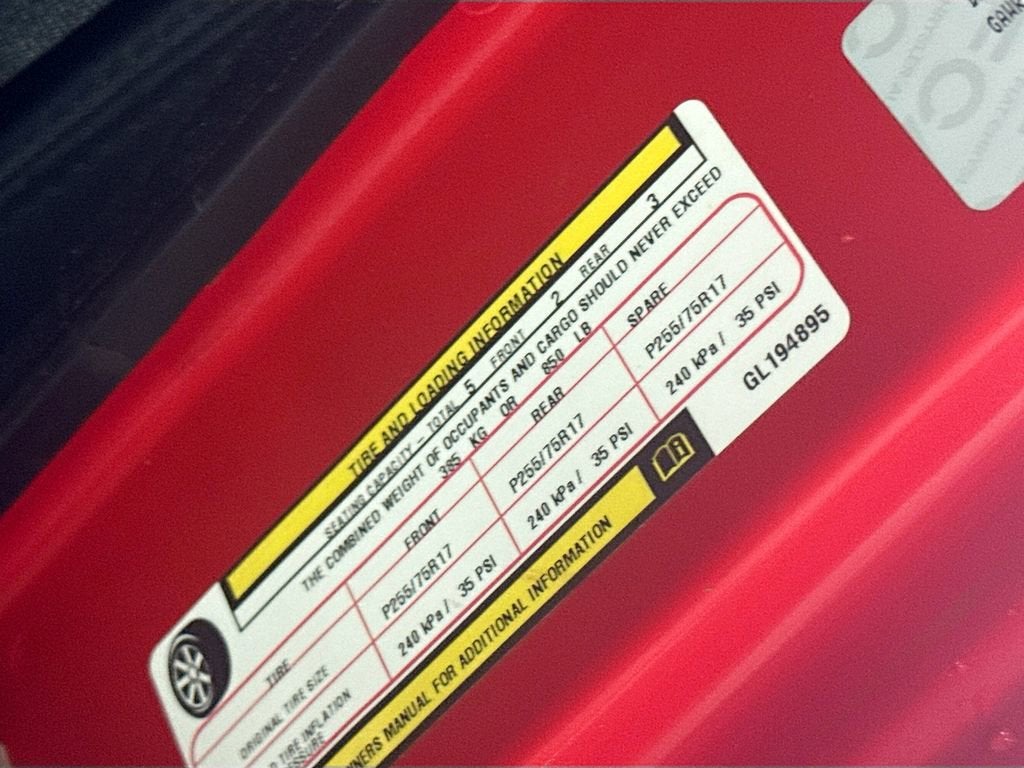 TIRE AND LOADING INFORMATION
SEATING CAPACITY – TOTAL 5 FRONT 2 REAR 3
THE COMBINED WEIGHT OF OCCUPANTS AND CARGO SHOULD NEVER EXCEED
385 KG OR 850 LB
TIRE FRONT REAR SPARE
ORIGINAL TIRE SIZE P255/75R17 P255/75R17 P255/75R17
TIRE INFLATION 240 kPa / 35 PSI 240 kPa / 35 PSI 240 kPa / 35 PSI
MANUAL FOR ADDITIONAL INFORMATION
GL194895